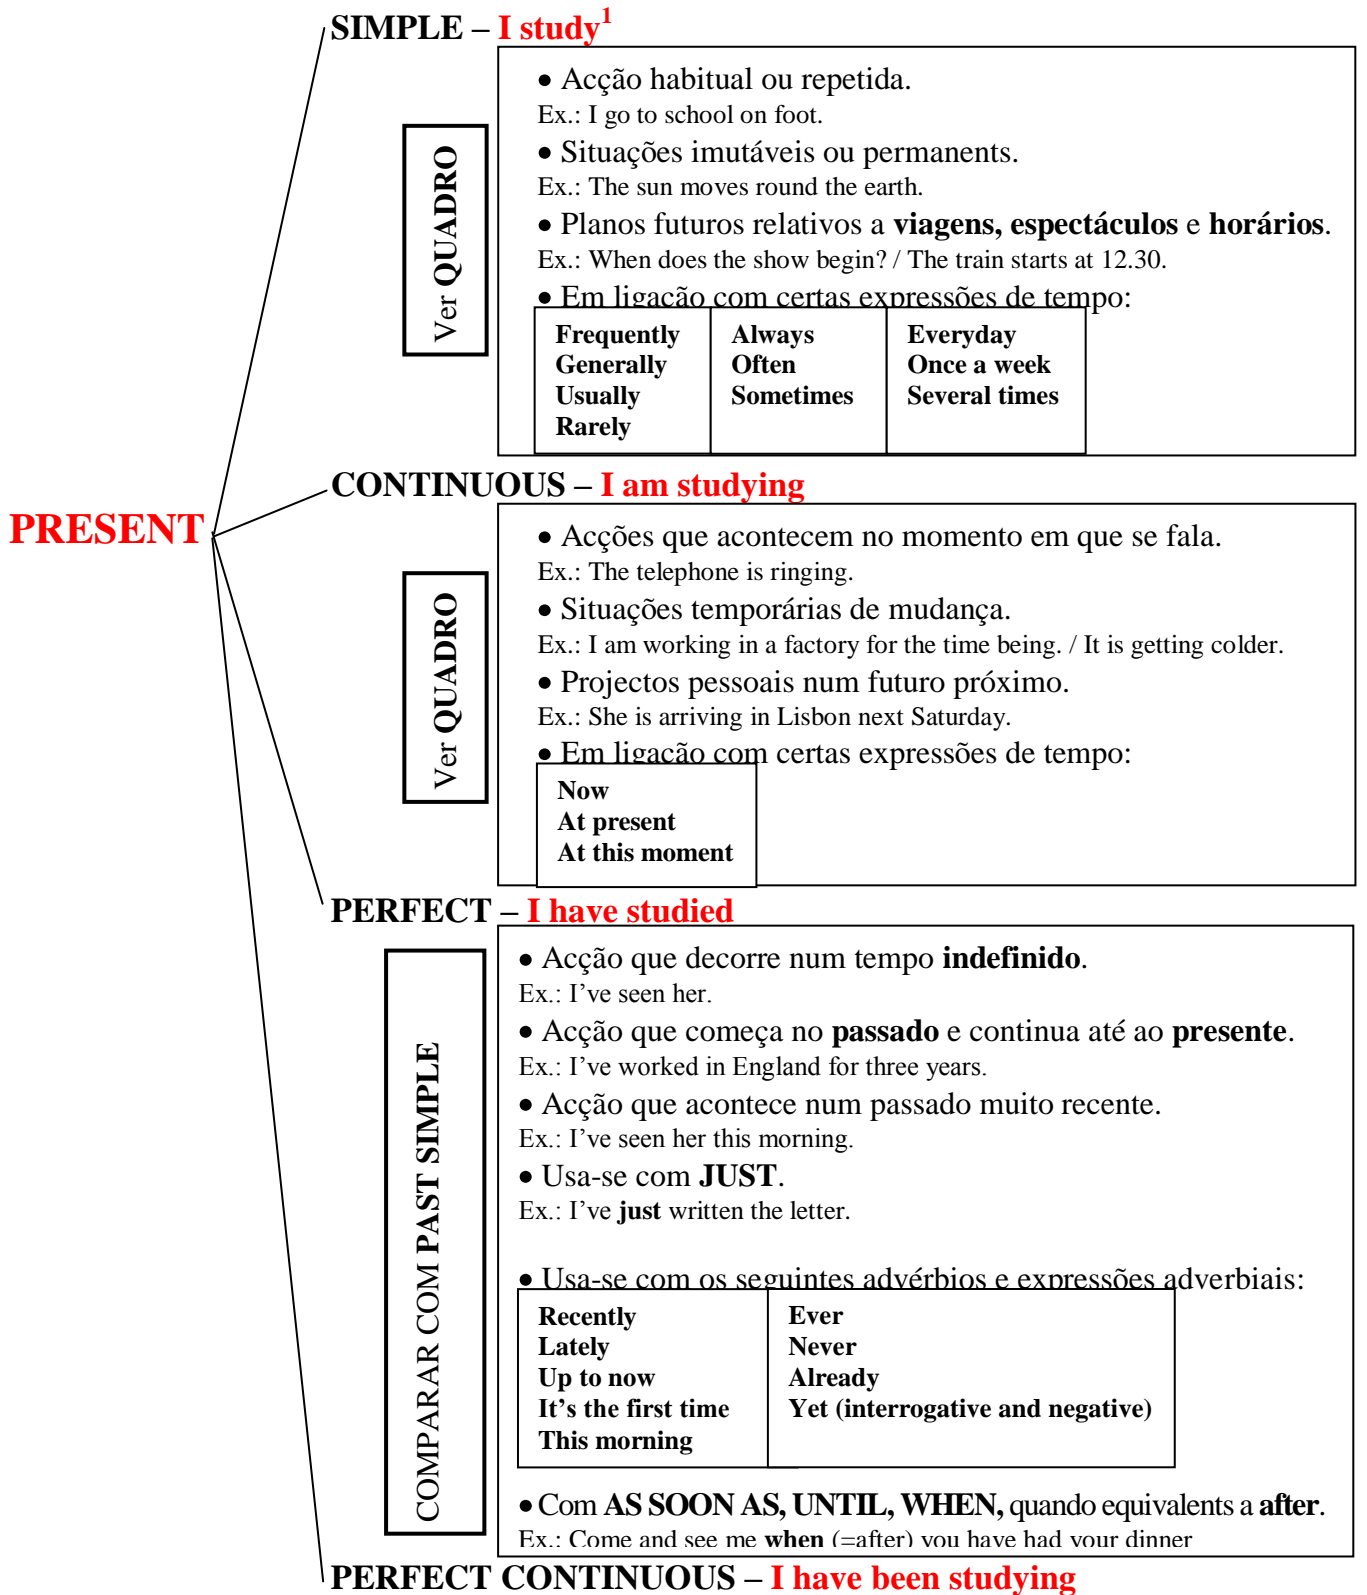 SIMPLE – I study1
• Acção habitual ou repetida.
Ex.: I go to school on foot.
• Situações imutáveis ou permanents.
Ex.: The sun moves round the earth.
• Planos futuros relativos a viagens, espectáculos e horários.
Ex.: When does the show begin? / The train starts at 12.30.
• Em ligação com certas expressões de tempo:
Ver QUADRO
Frequently
Generally
Usually
Rarely
Always
Often
Sometimes
Everyday
Once a week
Several times
CONTINUOUS – I am studying
PRESENT
• Acções que acontecem no momento em que se fala.
Ex.: The telephone is ringing.
• Situações temporárias de mudança.
Ex.: I am working in a factory for the time being. / It is getting colder.
• Projectos pessoais num futuro próximo.
Ex.: She is arriving in Lisbon next Saturday.
• Em ligação com certas expressões de tempo:
Ver QUADRO
Now
At present
At this moment
PERFECT – I have studied
• Acção que decorre num tempo indefinido.
Ex.: I’ve seen her.
• Acção que começa no passado e continua até ao presente.
Ex.: I’ve worked in England for three years.
• Acção que acontece num passado muito recente.
Ex.: I’ve seen her this morning.
• Usa-se com JUST.
Ex.: I’ve just written the letter.
• Usa-se com os seguintes advérbios e expressões adverbiais:
COMPARAR COM PAST SIMPLE
Recently
Lately
Up to now
It’s the first time
This morning
Ever
Never
Already
Yet (interrogative and negative)
• Com AS SOON AS, UNTIL, WHEN, quando equivalents a after.
Ex.: Come and see me when (=after) you have had your dinner
PERFECT CONTINUOUS – I have been studying